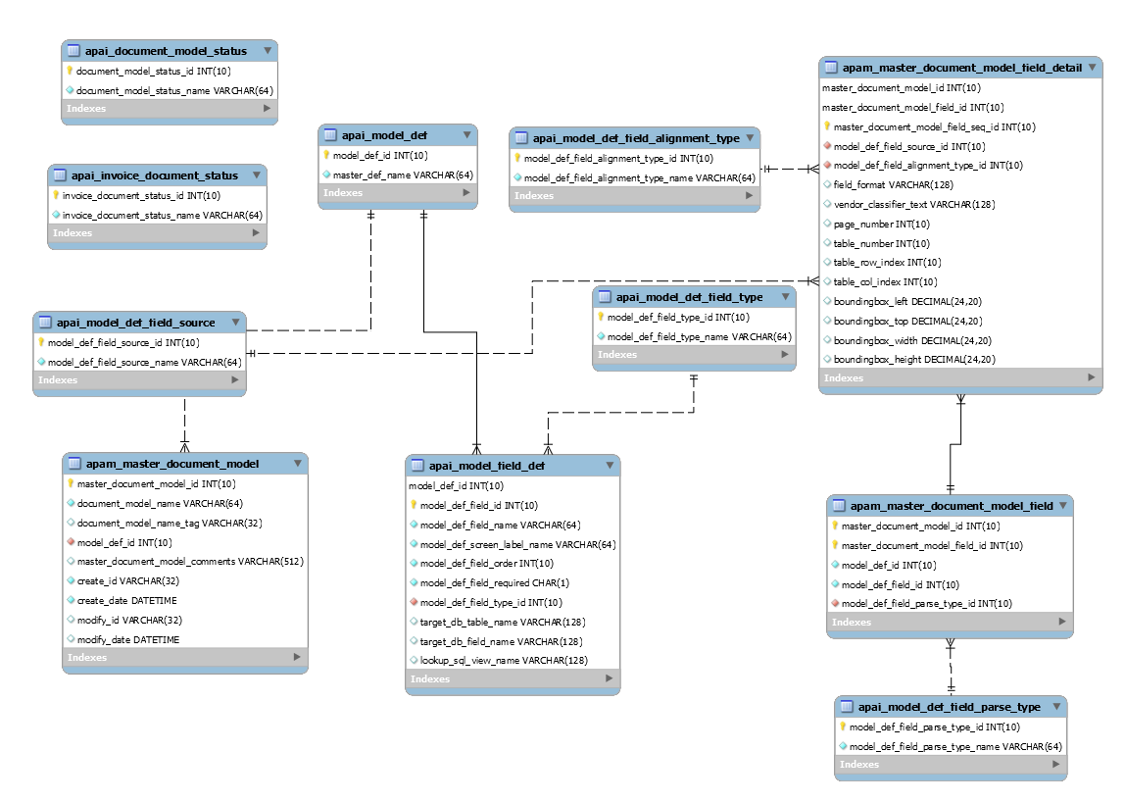 apai_document_model_status
document_model_status_id INT(10)
document_model_status_name VARCHAR(64)
Indexes
apai_invoice_document_status
invoice_document_status_id INT(10)
invoice_document_status_name VARCHAR(64)
Indexes
apai_model_def
model_def_id INT(10)
master_def_name VARCHAR(64)
Indexes
apai_model_def_field_alignment_type
model_def_field_alignment_type_id INT(10)
model_def_field_alignment_type_name VARCHAR(64)
Indexes
apam_master_document_model_field_detail
master_document_model_id INT(10)
master_document_model_field_id INT(10)
master_document_model_field_seq_id INT(10)
model_def_field_source_id INT(10)
model_def_field_alignment_type_id INT(10)
field_format VARCHAR(128)
vendor_classifier_text VARCHAR(128)
page_number INT(10)
table_number INT(10)
table_row_index INT(10)
table_col_index INT(10)
boundingbox_left DECIMAL(24,20)
boundingbox_top DECIMAL(24,20)
boundingbox_width DECIMAL(24,20)
boundingbox_height DECIMAL(24,20)
Indexes
apai_model_def_field_source
model_def_field_source_id INT(10)
model_def_field_source_name VARCHAR(64)
Indexes
apai_model_def_field_type
model_def_field_type_id INT(10)
model_def_field_type_name VARCHAR(64)
Indexes
apam_master_document_model
master_document_model_id INT(10)
document_model_name VARCHAR(64)
document_model_name_tag VARCHAR(32)
model_def_id INT(10)
master_document_model_comments VARCHAR(512)
create_id VARCHAR(32)
create_date DATETIME
modify_id VARCHAR(32)
modify_date DATETIME
Indexes
apai_model_field_def
model_def_id INT(10)
model_def_field_id INT(10)
model_def_field_name VARCHAR(64)
model_def_screen_label_name VARCHAR(64)
model_def_field_order INT(10)
model_def_field_required CHAR(1)
model_def_field_type_id INT(10)
target_db_table_name VARCHAR(128)
target_db_field_name VARCHAR(128)
lookup_sql_view_name VARCHAR(128)
Indexes
apam_master_document_model_field
master_document_model_id INT(10)
master_document_model_field_id INT(10)
model_def_id INT(10)
model_def_field_id INT(10)
model_def_field_parse_type_id INT(10)
Indexes
apai_model_def_field_parse_type
model_def_field_parse_type_id INT(10)
model_def_field_parse_type_name VARCHAR(64)
Indexes